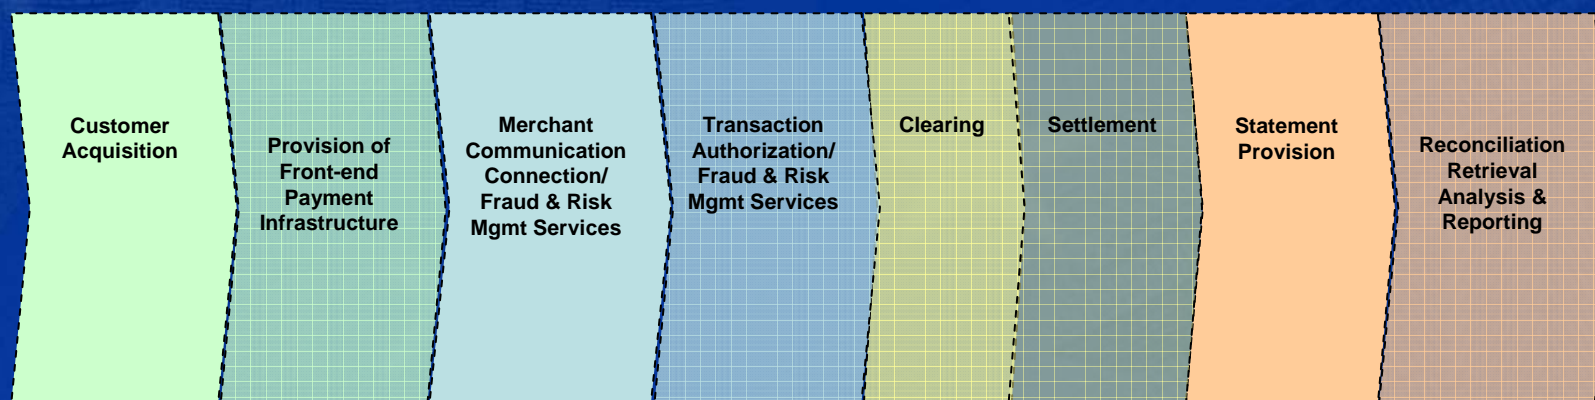 Customer
Acquisition
Provision of
Front-end
Payment
Infrastructure
Merchant
Communication
Connection/
Fraud & Risk
Mgmt Services
Transaction
Authorization/
Fraud & Risk
Mgmt Services
Clearing
Settlement
Statement
Provision
Reconciliation
Retrieval
Analysis &
Reporting